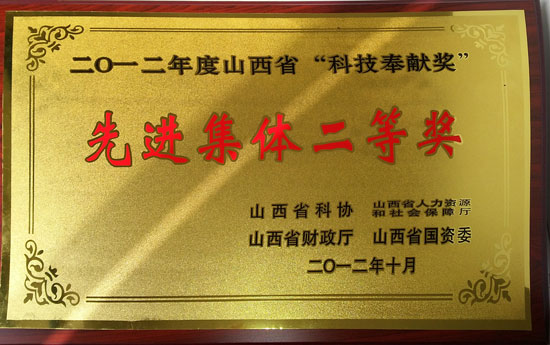 二〇一二年度山西省“科技奉献奖”
先进集体二等奖
山西省科协 山西省人力资源和社会保障厅
山西省财政厅 山西省国资委
二〇一二年十月